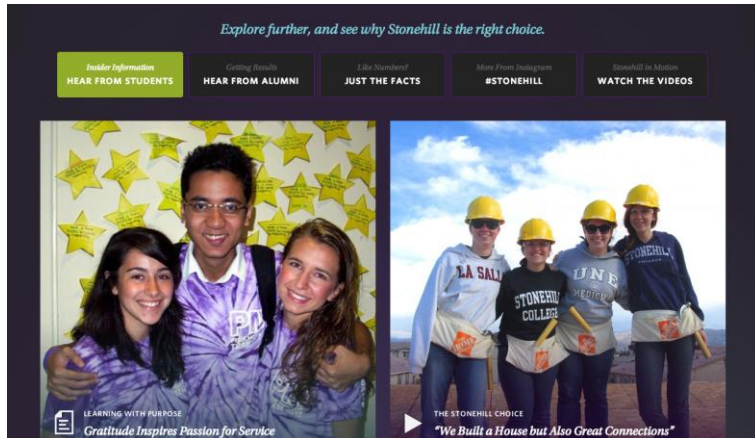 Explore further, and see why Stonehill is the right choice.
Insider Information
HEAR FROM STUDENTS
Getting Results
HEAR FROM ALUMNI
Like Numbers?
JUST THE FACTS
More From Instagram
#STONEHILL
Stonehill in Motion
WATCH THE VIDEOS
LA SALL
STONEHILL
COLLEGE
UNE
MEDICIN
STONEHILL
COLLEGE
LEARNING WITH PURPOSE
Gratitude Inspires Passion for Service
THE STONEHILL CHOICE
“We Built a House but Also Great Connections”